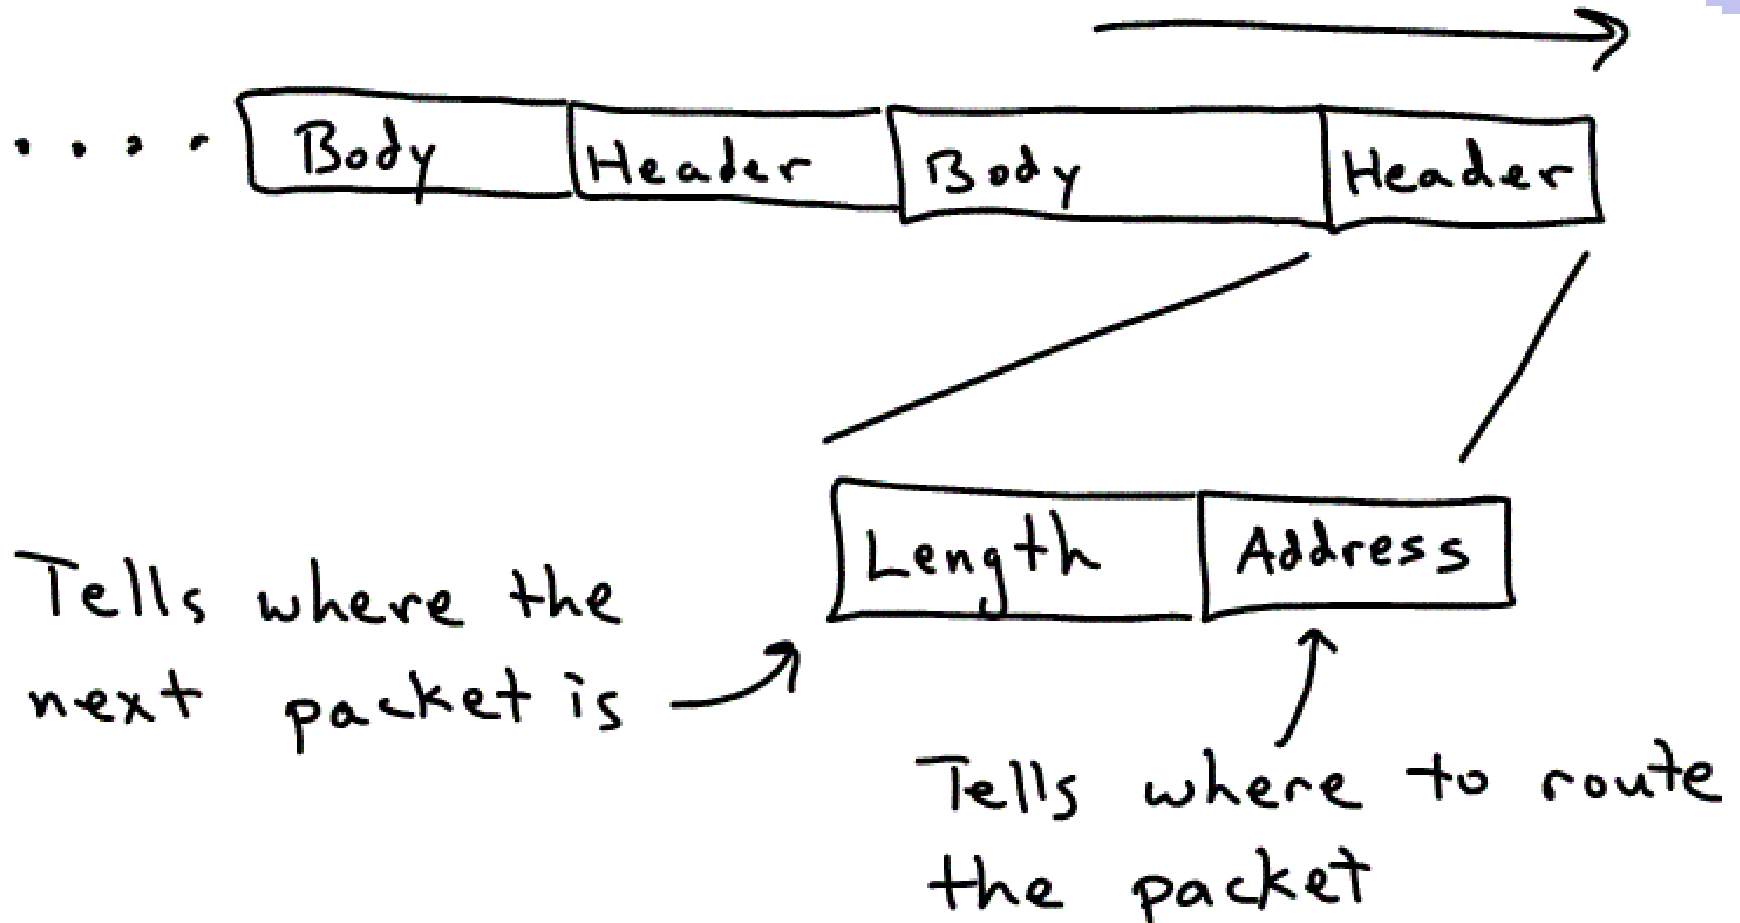 Body Header Body Header
Length Address
Tells where the
next packet is
Tells where to route
the packet